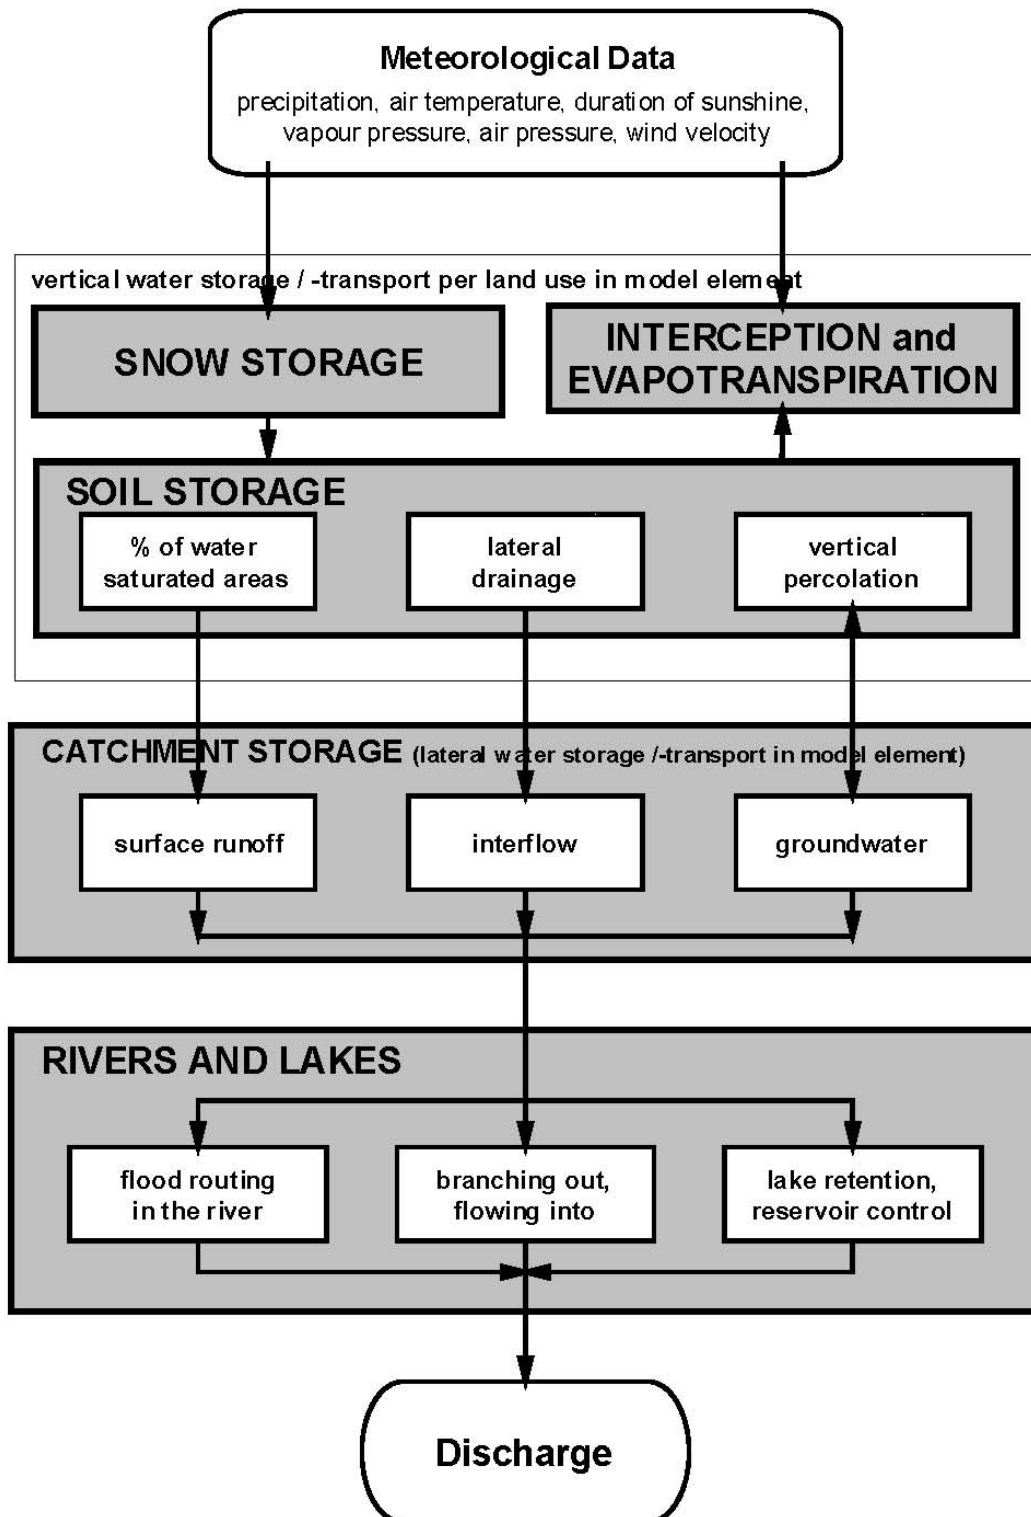 Meteorological Data
precipitation, air temperature, duration of sunshine,
vapour pressure, air pressure, wind velocity
vertical water storage / -transport per land use in model element
SNOW STORAGE
INTERCEPTION and
EVAPOTRANSPIRATION
SOIL STORAGE
% of water
saturated areas
lateral
drainage
vertical
percolation
CATCHMENT STORAGE (lateral water storage /-transport in model element)
surface runoff
interflow
groundwater
RIVERS AND LAKES
flood routing
in the river
branching out,
flowing into
lake retention,
reservoir control
Discharge